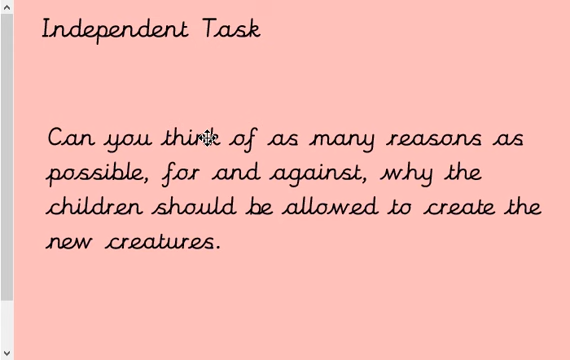 Independent Task
Can you think of as many reasons as
possible, for and against, why the
children should be allowed to create the
new creatures.